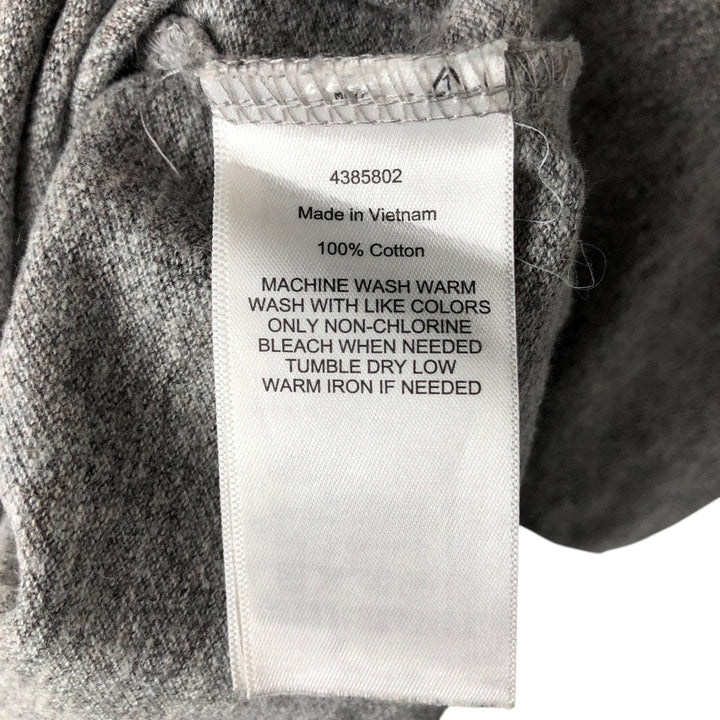 4385802
Made in Vietnam
100% Cotton
MACHINE WASH WARM
WASH WITH LIKE COLORS
ONLY NON-CHLORINE
BLEACH WHEN NEEDED
TUMBLE DRY LOW
WARM IRON IF NEEDED